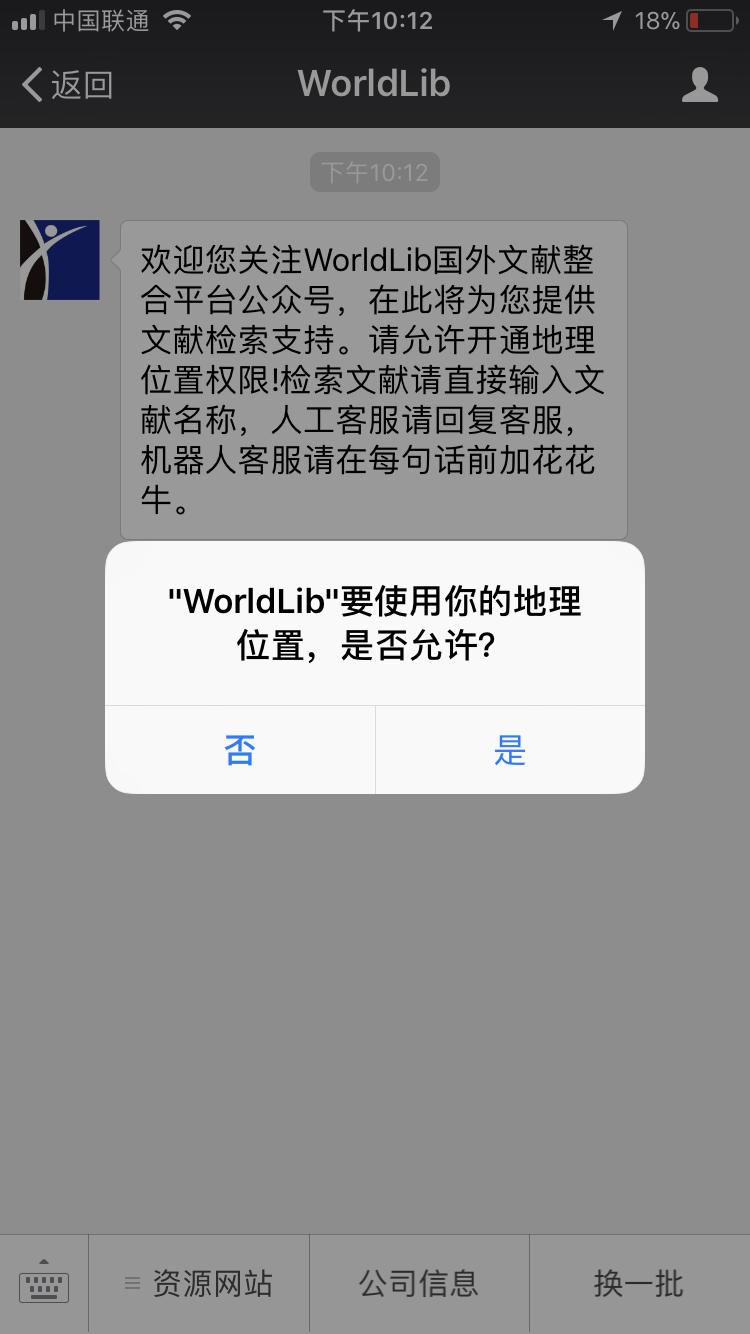 中国联通
下午10:12
18%
返回
WorldLib
下午10:12
欢迎您关注WorldLib国外文献整
合平台公众号，在此将为您提供
文献检索支持。请允许开通地理
位置权限!检索文献请直接输入文
献名称，人工客服请回复客服，
机器人客服请在每句话前加花花
牛。
"WorldLib"要使用你的地理
位置，是否允许?
否
是
资源网站
公司信息
换一批